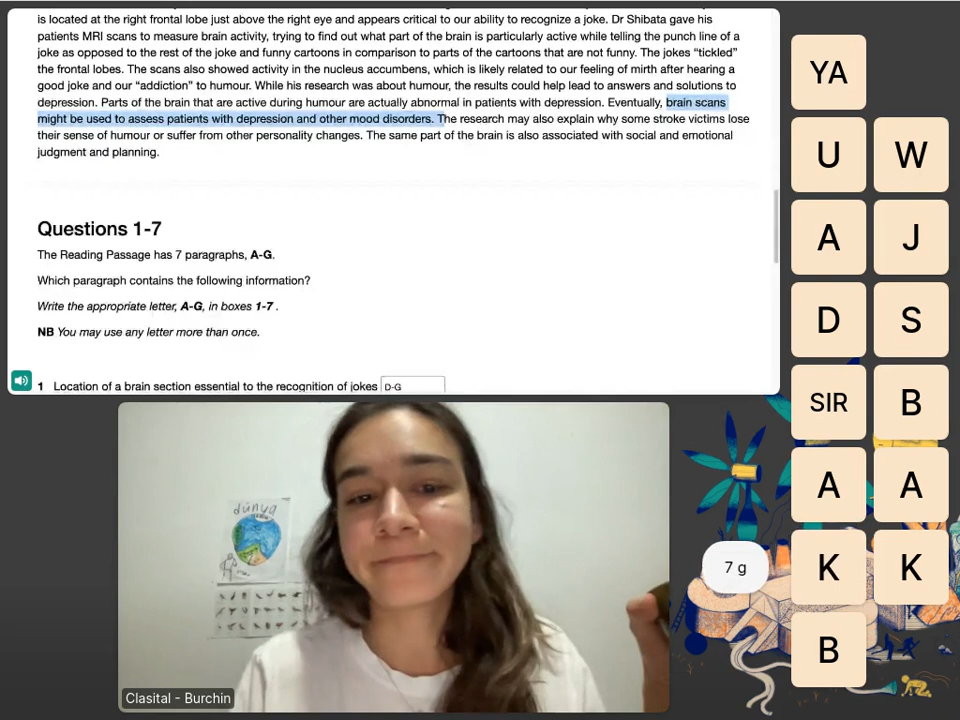 is located at the right frontal lobe just above the right eye and appears critical to our ability to recognize a joke. Dr Shibata gave his
patients MRI scans to measure brain activity, trying to find out what part of the brain is particularly active while telling the punch line of a
joke as opposed to the rest of the joke and funny cartoons in comparison to parts of the cartoons that are not funny. The jokes “tickled”
the frontal lobes. The scans also showed activity in the nucleus accumbens, which is likely related to our feeling of mirth after hearing a
good joke and our “addiction” to humour. While his research was about humour, the results could help lead to answers and solutions to
depression. Parts of the brain that are active during humour are actually abnormal in patients with depression. Eventually, brain scans
might be used to assess patients with depression and other mood disorders. The research may also explain why some stroke victims lose
their sense of humour or suffer from other personality changes. The same part of the brain is also associated with social and emotional
judgment and planning.
Questions 1-7
The Reading Passage has 7 paragraphs, A-G.
Which paragraph contains the following information?
Write the appropriate letter, A-G, in boxes 1-7 .
NB You may use any letter more than once.
1 Location of a brain section essential to the recognition of jokes D-G
dünya
Clasital - Burchin
7 g
YA
U W
A J
D S
SIR B
A A
K K
B